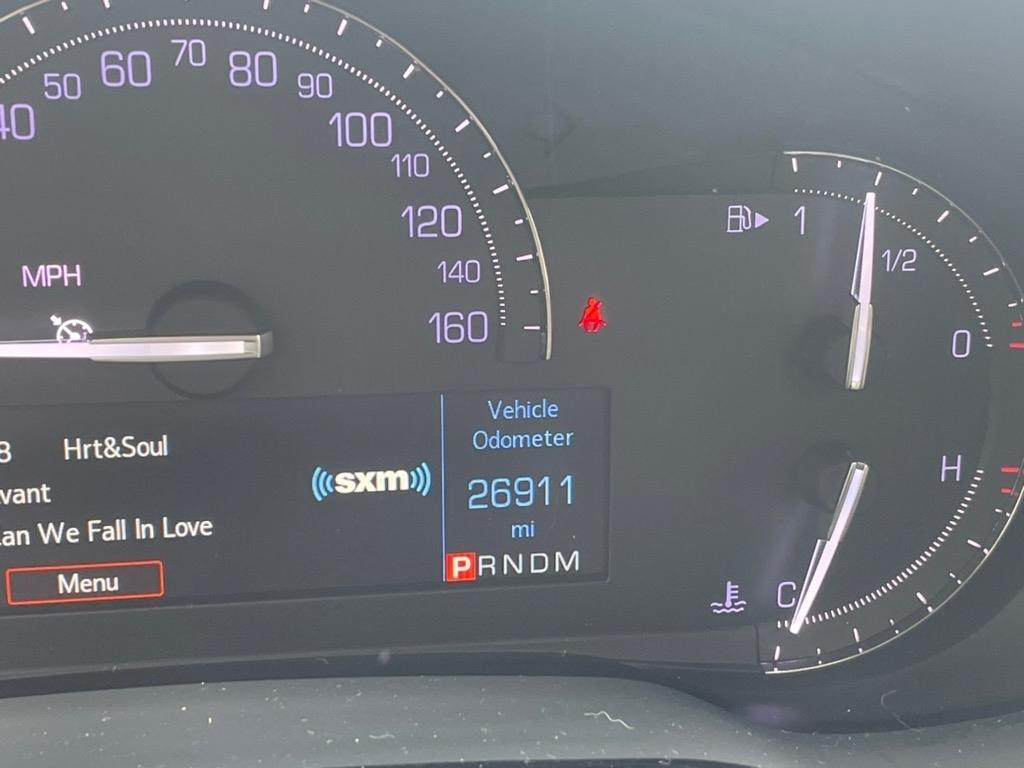 40
50
60
70
80
90
100
110
120
140
160
MPH
1
1/2
0
H
C
8 Hrt&Soul
vant
an We Fall In Love
Menu
sxm
Vehicle
Odometer
26911
mi
PRNDM